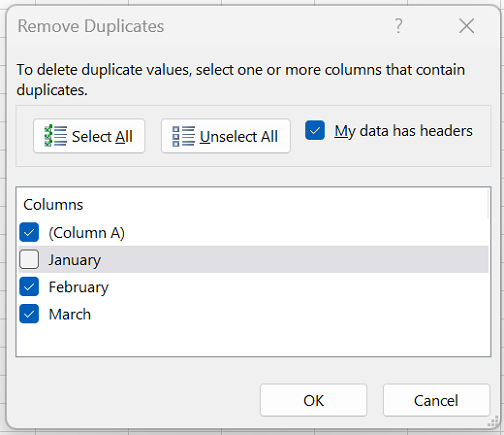 Remove Duplicates
?
To delete duplicate values, select one or more columns that contain
duplicates.
Select All
Unselect All
My data has headers
Columns
(Column A)
January
February
March
OK
Cancel